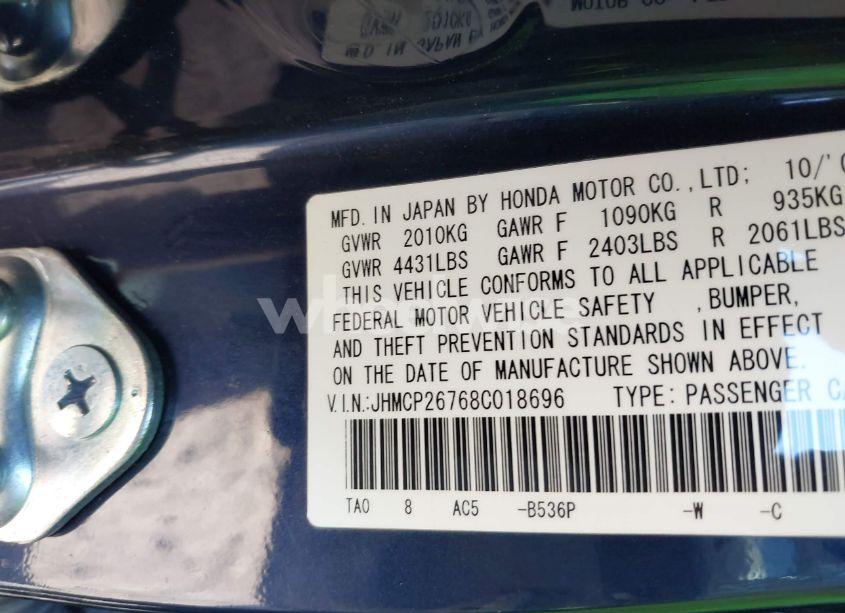 MFD. IN JAPAN BY HONDA MOTOR CO.,LTD; 10/'0
GVWR 2010KG GAWR F 1090KG R 935KG
GVWR 4431LBS GAWR F 2403LBS R 2061LBS
THIS VEHICLE CONFORMS TO ALL APPLICABLE
FEDERAL MOTOR VEHICLE SAFETY ,BUMPER,
AND THEFT PREVENTION STANDARDS IN EFFECT
ON THE DATE OF MANUFACTURE SHOWN ABOVE.
V.I.N.:JHMCP26768C018696 TYPE: PASSENGER CA
TA0 8 AC5 -B536P -W -C